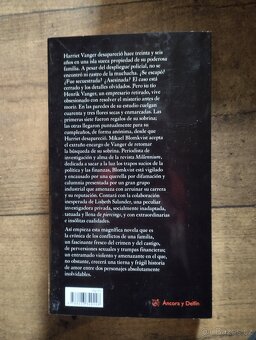 Harriet Vanger desapareció hace treinta y seis
años en una isla sueca propiedad de su poderosa
familia. A pesar del despliegue policial, no se
encontró ni rastro de la muchacha. ¿Se escapó?
¿Fue secuestrada? ¿Asesinada? El caso está
cerrado y los detalles olvidados. Pero su tío
Henrik Vanger, un empresario retirado, vive
obsesionado con resolver el misterio antes de
morir. En las paredes de su estudio cuelgan
cuarenta y tres flores secas y enmarcadas. Las
primeras siete fueron regalos de su sobrina;
las otras llegaron puntualmente para su
cumpleaños, de forma anónima, desde que
Harriet desapareció. Mikael Blomkvist acepta
el extraño encargo de Vanger de retomar
la búsqueda de su sobrina. Periodista de
investigación y alma de la revista Millennium,
dedicada a sacar a la luz los trapos sucios de la
política y las finanzas, Blomkvist está vigilado
y encausado por una querella por difamación y
calumnia presentada por un gran grupo
industrial que amenaza con arruinar su carrera
y su reputación. Contará con la colaboración
inesperada de Lisbeth Salander, una peculiar
investigadora privada, socialmente inadaptada,
tatuada y llena de piercings, y con extraordinarias
e insólitas cualidades.
Así empieza esta magnífica novela que es
la crónica de los conflictos de una familia,
un fascinante fresco del crimen y del castigo,
de perversiones sexuales y trampas financieras;
un entramado violento y amenazante en el que,
no obstante, crecerá una tierna y frágil historia
de amor entre dos personajes absolutamente
inolvidables.
Áncora y Delfín